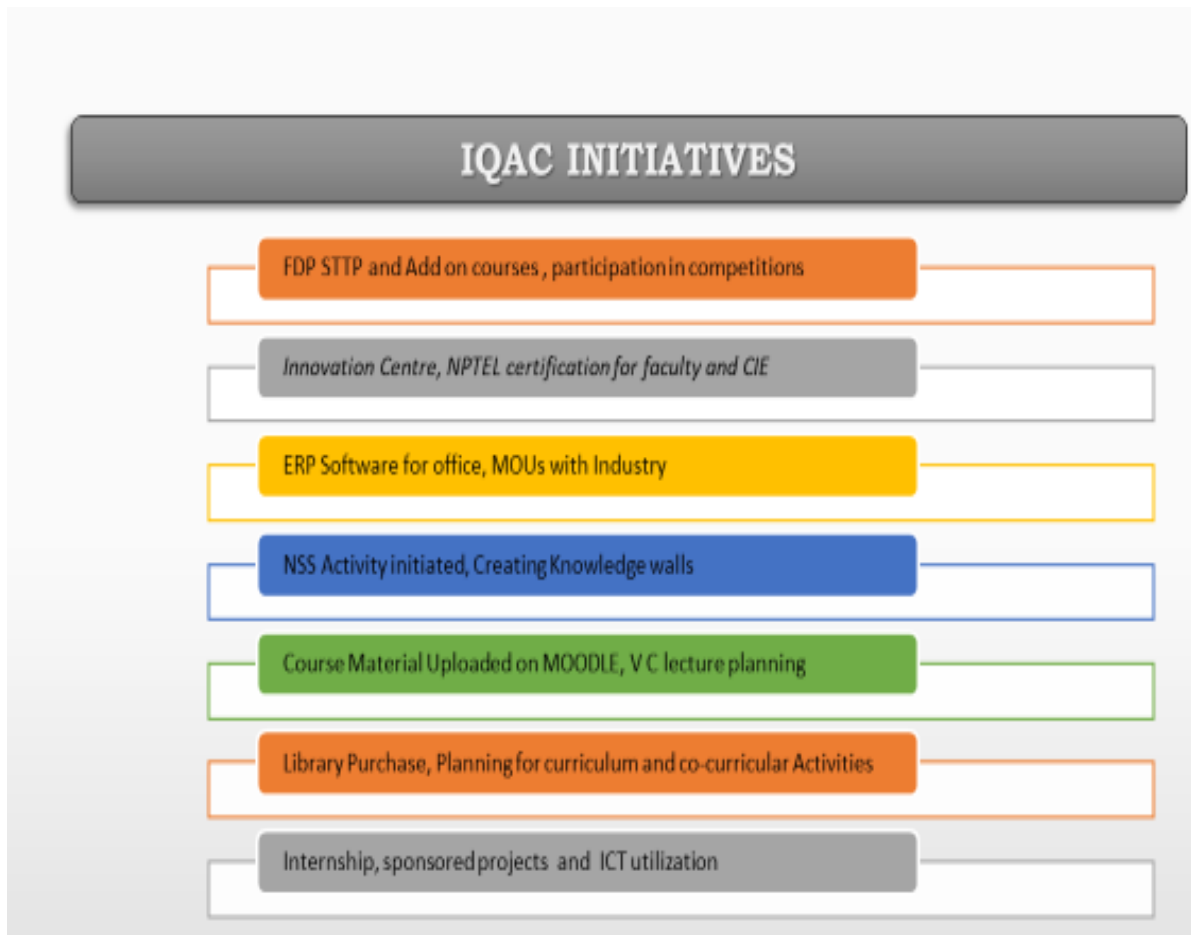 IQAC INITIATIVES
FDP STTP and Add on courses , participation in competitions
Innovation Centre, NPTEL certification for faculty and CIE
ERP Software for office, MOUs with Industry
NSS Activity initiated, Creating Knowledge walls
Course Material Uploaded on MOODLE, V C lecture planning
Library Purchase, Planning for curriculum and co-curricular Activities
Internship, sponsored projects and ICT utilization